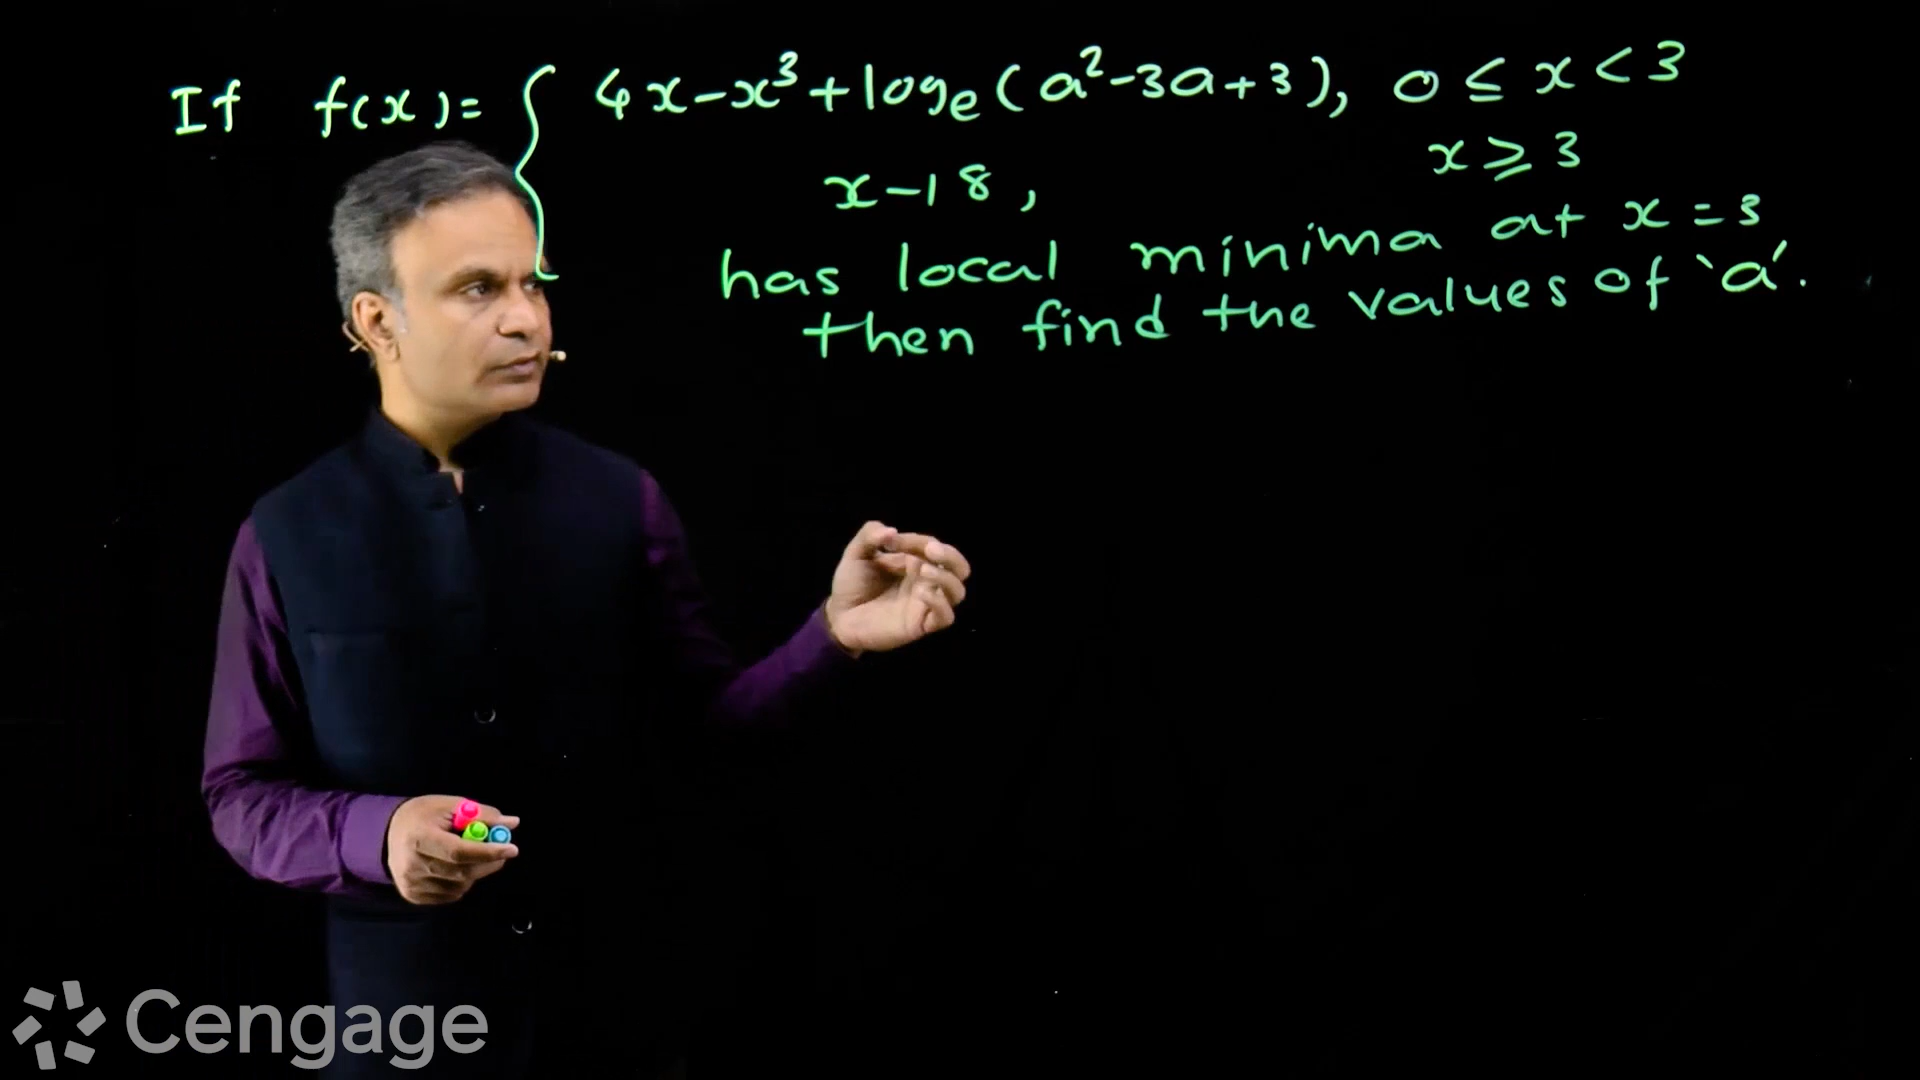 If f(x)= { 4x-x³+logₑ(a²-3a+3), 0≤x<3
x-18, x≥3
has local minima at x=3
then find the values of 'a'.
Cengage